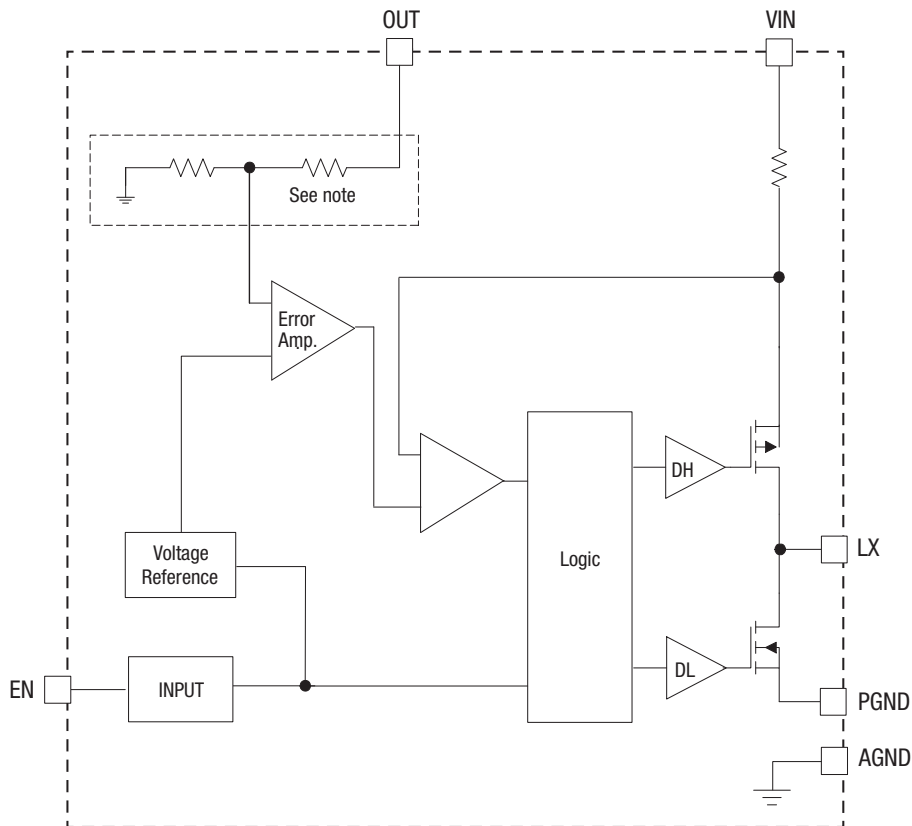 OUT
VIN
See note
Error
Amp.
DH
Voltage
Reference
Logic
LX
DL
EN
INPUT
PGND
AGND